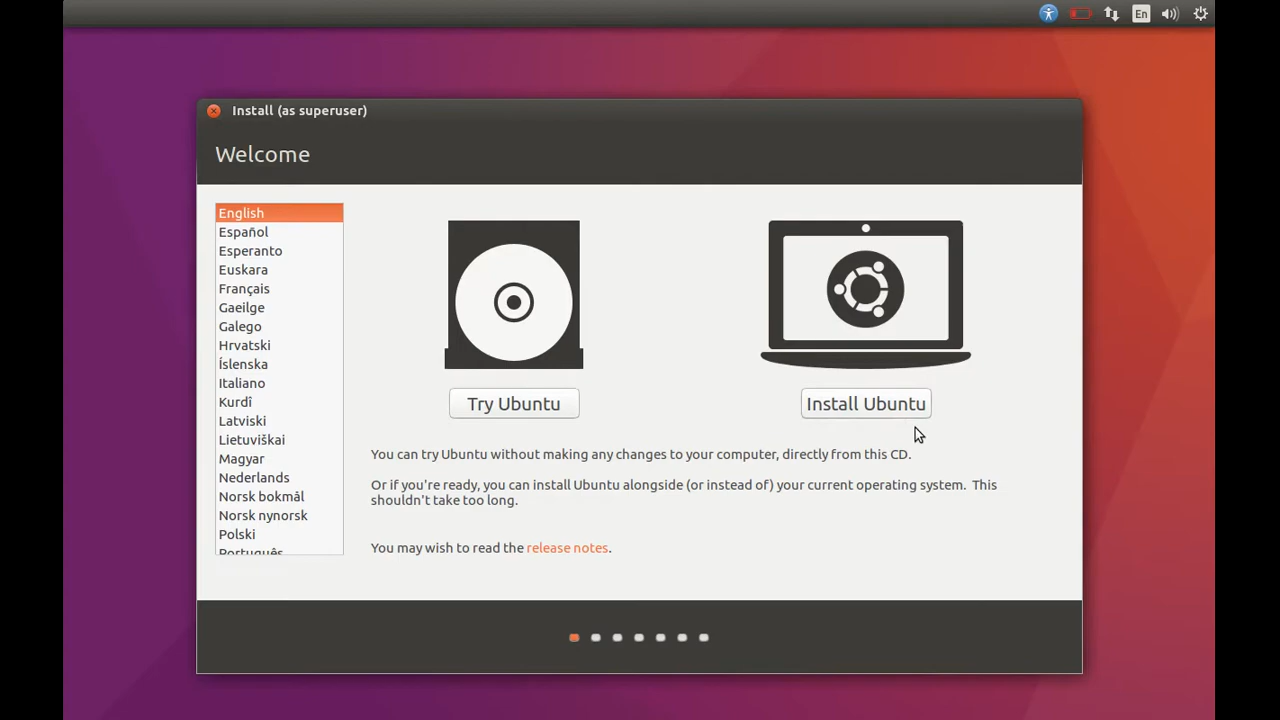 En
Install (as superuser)
Welcome
English
Español
Esperanto
Euskara
Français
Gaeilge
Galego
Hrvatski
Íslenska
Italiano
Kurdî
Latviski
Lietuviškai
Magyar
Nederlands
Norsk bokmål
Norsk nynorsk
Polski
Português
Try Ubuntu
Install Ubuntu
You can try Ubuntu without making any changes to your computer, directly from this CD.
Or if you're ready, you can install Ubuntu alongside (or instead of) your current operating system. This
shouldn't take too long.
You may wish to read the release notes.